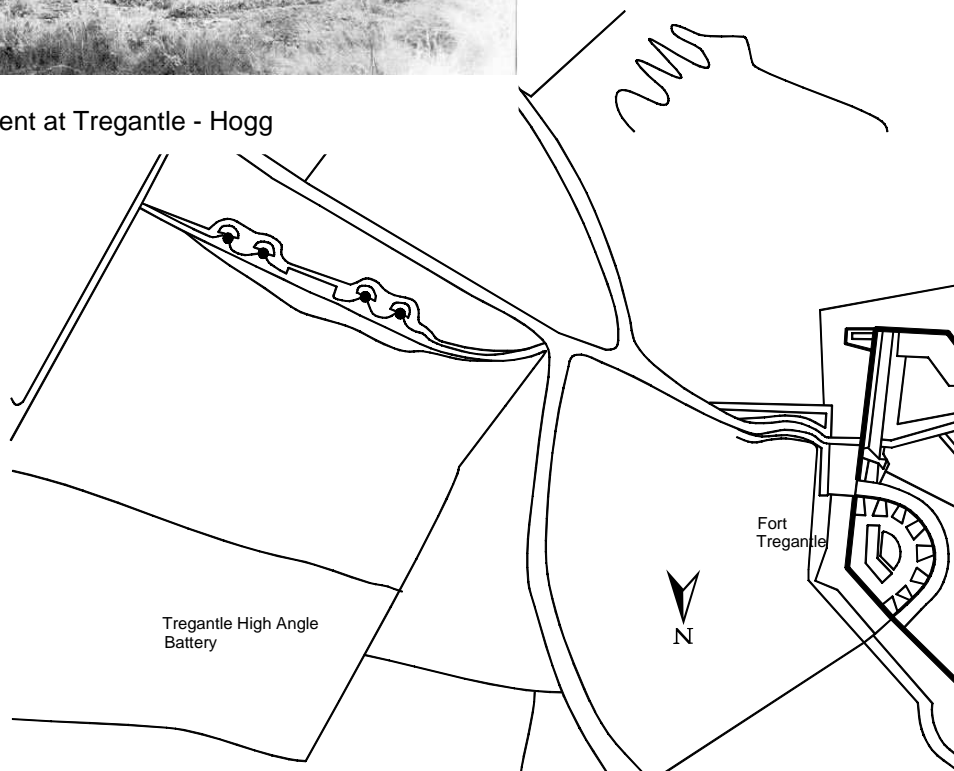 ent at Tregantle - Hogg
Fort
Tregantle
Tregantle High Angle
Battery
N